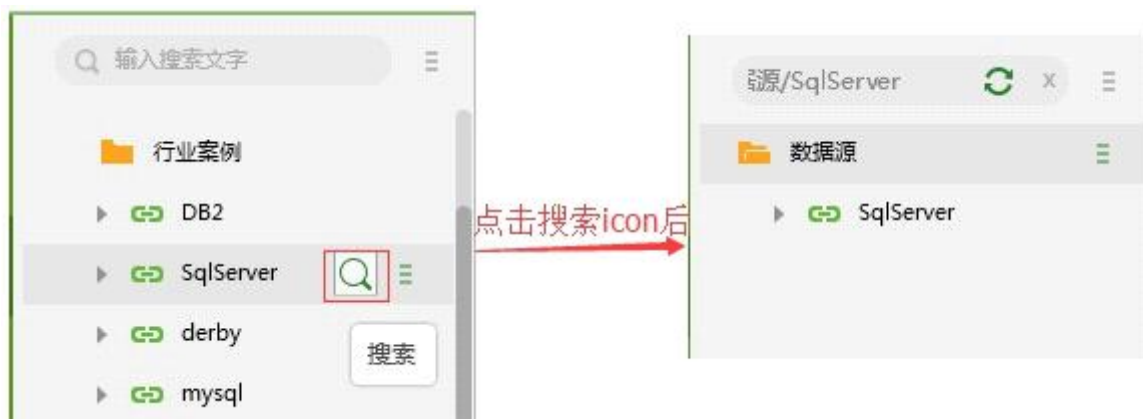 输入搜索文字
行业案例
DB2
SqlServer
derby
搜索
mysql
点击搜索icon后
源/SqlServer
x
数据源
SqlServer